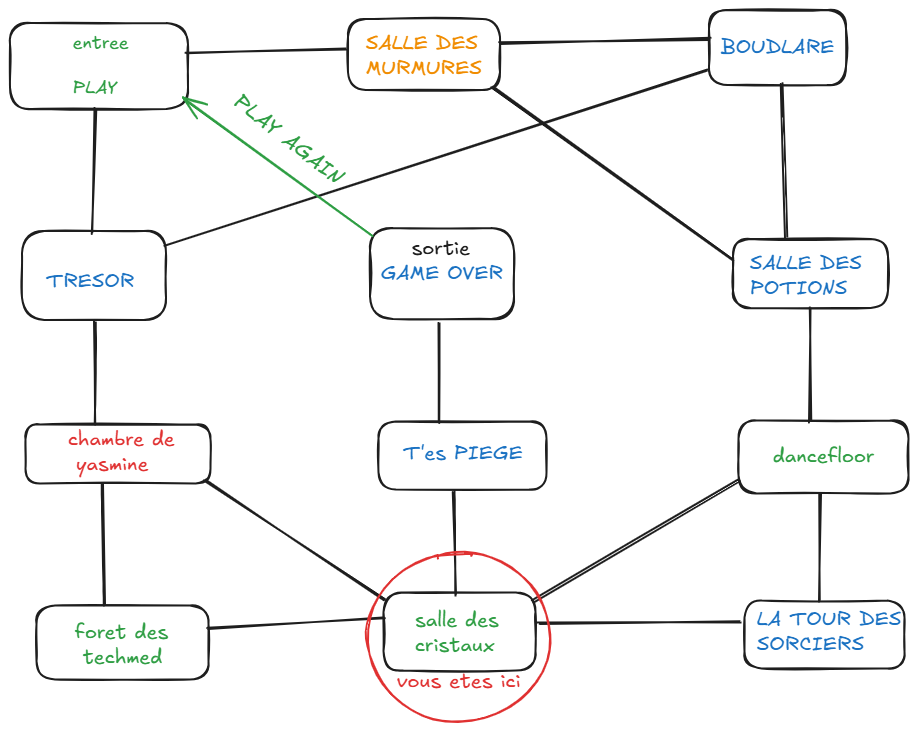 entree
PLAY
SALLE DES
MURMURES
BOUDLARE
PLAY AGAIN
TRESOR
sortie
GAME OVER
SALLE DES
POTIONS
chambre de
yasmine
T'es PIEGE
dancefloor
foret des
techmed
salle des
cristaux
vous etes ici
LA TOUR DES
SORCIERS